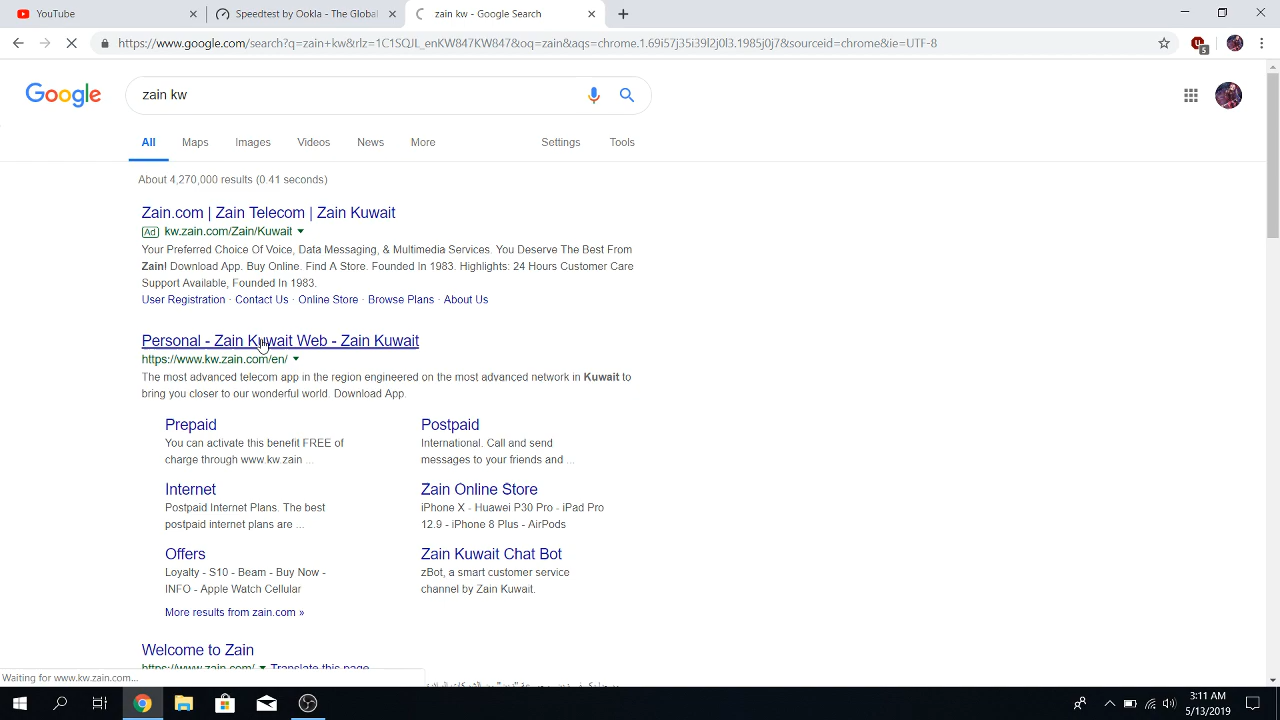 YouTube
Speedtest by Ookla - The Global
zain kw - Google Search
https://www.google.com/search?q=zain+kw&rlz=1C1SQJL_enKW847KW847&oq=zain&aqs=chrome.1.69i57j35i39l2j0l3.1985j0j7&sourceid=chrome&ie=UTF-8
5
Google
zain kw
All Maps Images Videos News More Settings Tools
About 4,270,000 results (0.41 seconds)
Zain.com | Zain Telecom | Zain Kuwait
Ad kw.zain.com/Zain/Kuwait
Your Preferred Choice Of Voice, Data Messaging, & Multimedia Services. You Deserve The Best From
Zain! Download App. Buy Online. Find A Store. Founded In 1983. Highlights: 24 Hours Customer Care
Support Available, Founded In 1983.
User Registration · Contact Us · Online Store · Browse Plans · About Us
Personal - Zain Kuwait Web - Zain Kuwait
https://www.kw.zain.com/en/
The most advanced telecom app in the region engineered on the most advanced network in Kuwait to
bring you closer to our wonderful world. Download App.
Prepaid
You can activate this benefit FREE of
charge through www.kw.zain ...
Postpaid
International. Call and send
messages to your friends and ...
Internet
Postpaid Internet Plans. The best
postpaid internet plans are ...
Zain Online Store
iPhone X - Huawei P30 Pro - iPad Pro
12.9 - iPhone 8 Plus - AirPods
Offers
Loyalty - S10 - Beam - Buy Now -
INFO - Apple Watch Cellular
Zain Kuwait Chat Bot
zBot, a smart customer service
channel by Zain Kuwait.
More results from zain.com »
Welcome to Zain
https://www.zain.com/ Translate this page
Waiting for www.kw.zain.com...
3:11 AM
5/13/2019